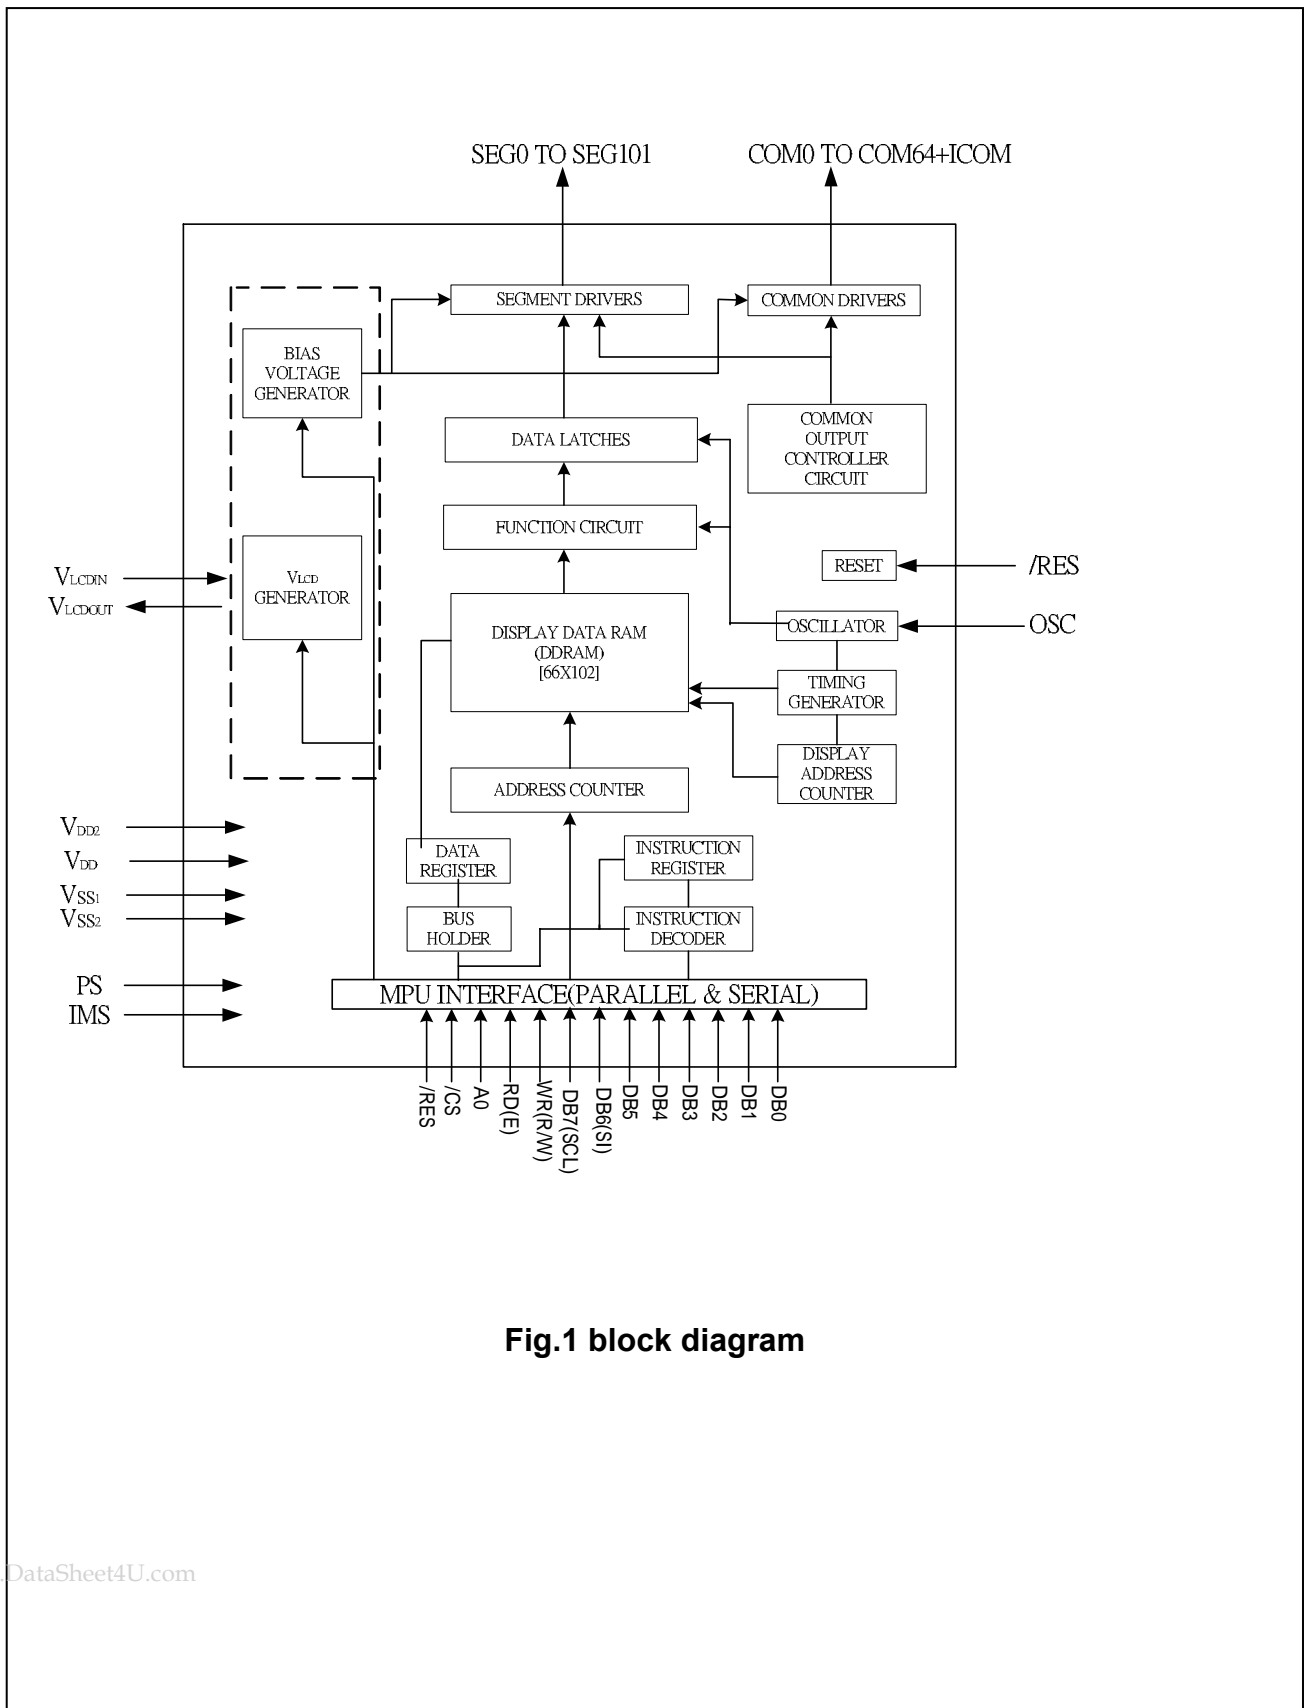 SEG0 TO SEG101
COM0 TO COM64+ICOM
SEGMENT DRIVERS
COMMON DRIVERS
BIAS
VOLTAGE
GENERATOR
COMMON
OUTPUT
CONTROLLER
CIRCUIT
DATA LATCHES
FUNCTION CIRCUIT
VLCDIN
VLCDOUT
VLCD
GENERATOR
RESET
/RES
DISPLAY DATA RAM
(DDRAM)
[66X102]
OSCILLATOR
OSC
TIMING
GENERATOR
DISPLAY
ADDRESS
COUNTER
ADDRESS COUNTER
VDD2
VDD
VSS1
VSS2
DATA
REGISTER
INSTRUCTION
REGISTER
BUS
HOLDER
INSTRUCTION
DECODER
PS
IMS
MPU INTERFACE(PARALLEL & SERIAL)
/RES
/CS
A0
RD(E)
WR(R/W)
DB7(SCL)
DB6(SI)
DB5
DB4
DB3
DB2
DB1
DB0
Fig.1 block diagram
.DataSheet4U.com